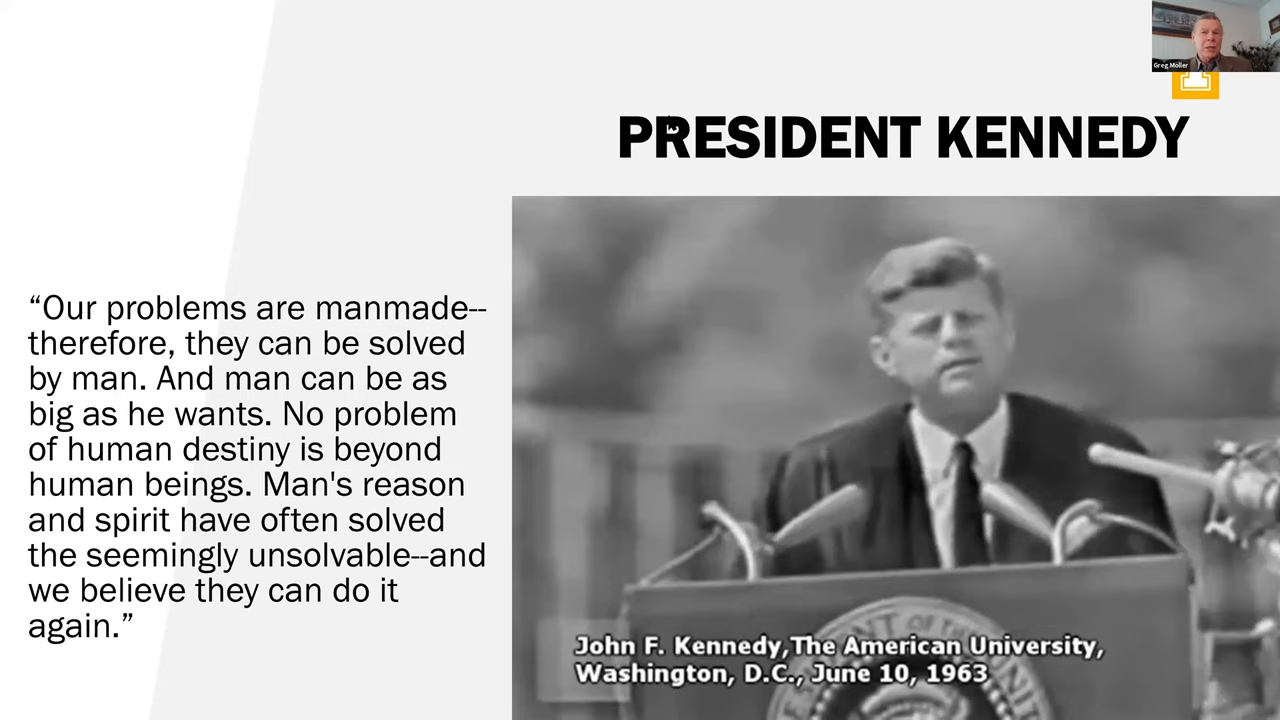 Greg Möller
PRESIDENT KENNEDY
“Our problems are manmade--
therefore, they can be solved
by man. And man can be as
big as he wants. No problem
of human destiny is beyond
human beings. Man's reason
and spirit have often solved
the seemingly unsolvable--and
we believe they can do it
again.”
John F. Kennedy,The American University,
Washington, D.C., June 10, 1963